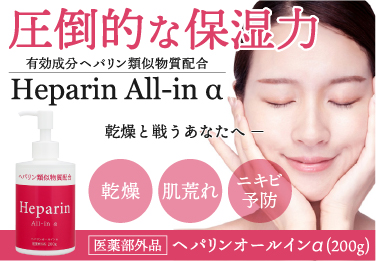 圧倒的な保湿力
有効成分ヘパリン類似物質配合
Heparin All-in α
乾燥と戦うあなたへ ―
乾燥
肌荒れ
ニキビ
予防
ヘパリン類似物質配合
Heparin
All-in α
医薬部外品 ヘパリンオールインα(200g)